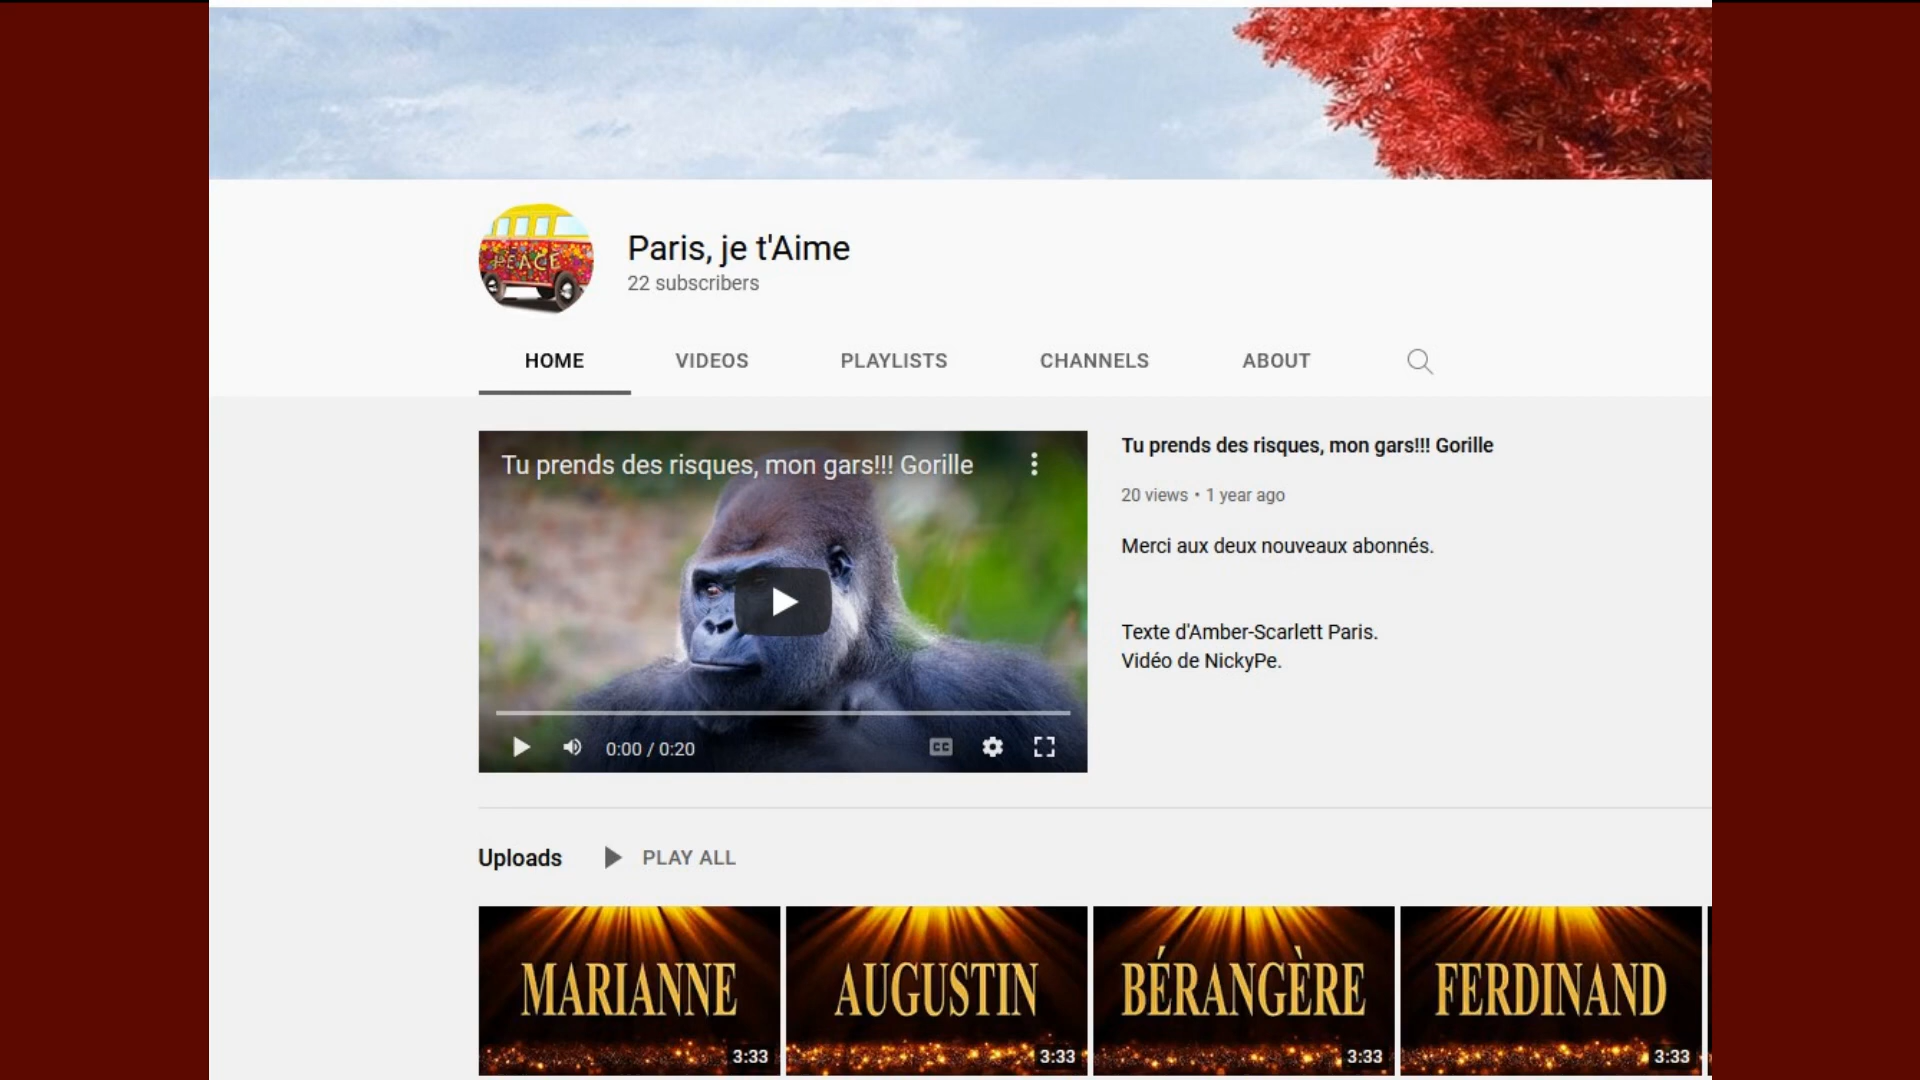 PEACE
Paris, je t'Aime
22 subscribers
HOME VIDEOS PLAYLISTS CHANNELS ABOUT
Tu prends des risques, mon gars!!! Gorille
0:00 / 0:20
CC
Tu prends des risques, mon gars!!! Gorille
20 views • 1 year ago
Merci aux deux nouveaux abonnés.
Texte d'Amber-Scarlett Paris.
Vidéo de NickyPe.
Uploads PLAY ALL
MARIANNE
3:33
AUGUSTIN
3:33
BÉRANGÈRE
3:33
FERDINAND
3:33